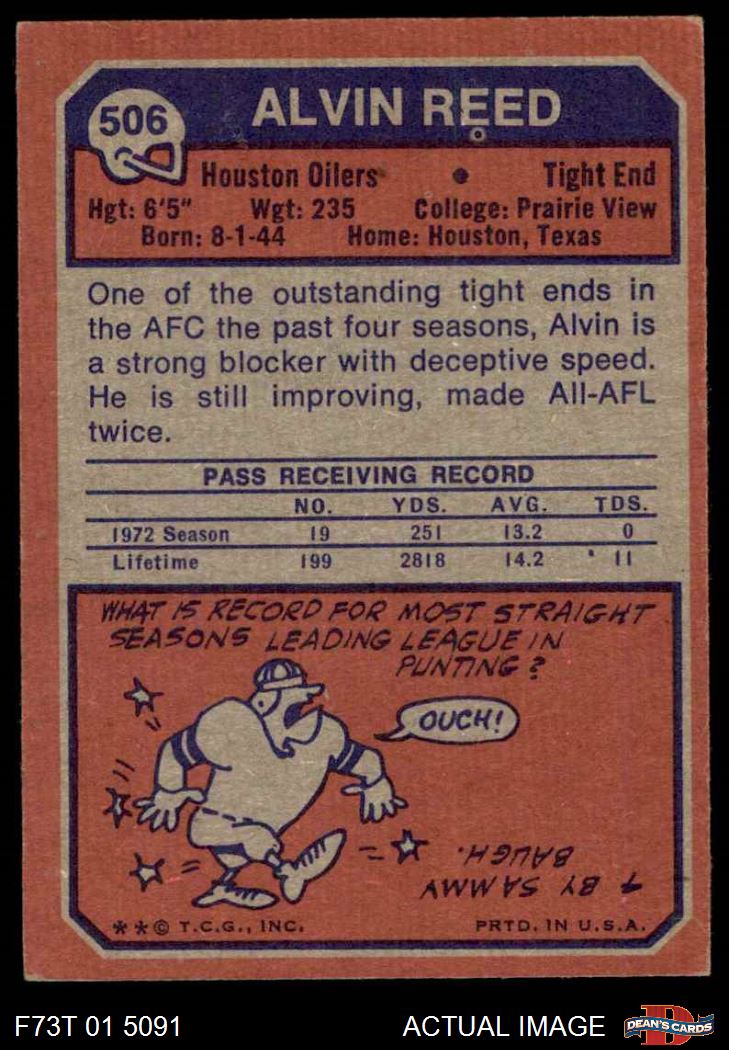 506
ALVIN REED
Houston Oilers • Tight End
Hgt: 6'5" Wgt: 235 College: Prairie View
Born: 8-1-44 Home: Houston, Texas
One of the outstanding tight ends in
the AFC the past four seasons, Alvin is
a strong blocker with deceptive speed.
He is still improving, made All-AFL
twice.
PASS RECEIVING RECORD
NO. YDS. AVG. TDS.
1972 Season 19 251 13.2 0
Lifetime 199 2818 14.2 11
WHAT IS RECORD FOR MOST STRAIGHT
SEASONS LEADING LEAGUE IN
PUNTING?
OUCH!
4 BY SAMMY
BAUGH.
**© T.C.G., INC. PRTD. IN U.S.A.
F73T 01 5091 ACTUAL IMAGE
DEAN'S CARDS